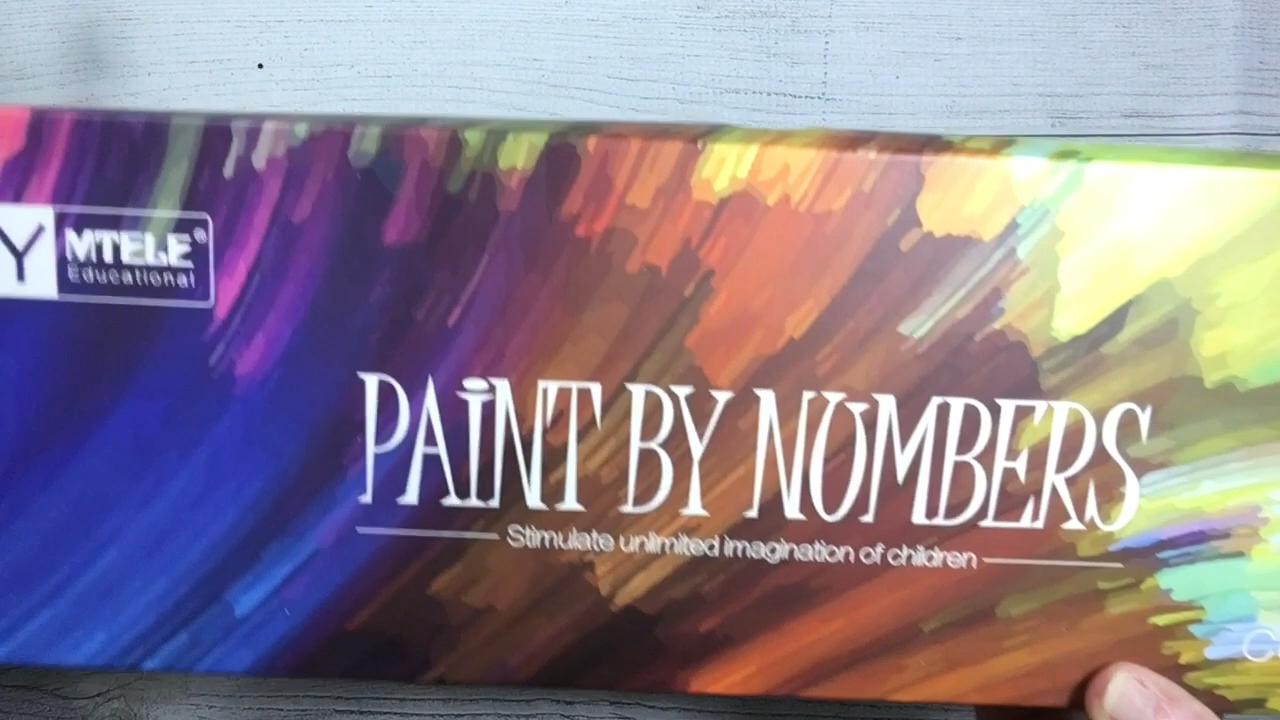 Y MTELE®
Educational
PAiNT BY NUMBERS
Stimulate unlimited imagination of children